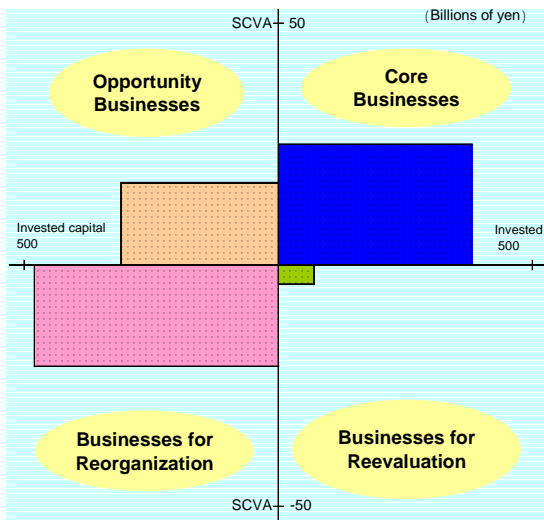 SCVA 50
(Billions of yen)
Opportunity
Businesses
Core
Businesses
Invested capital
500
Invested
500
Businesses for
Reorganization
Businesses for
Reevaluation
SCVA -50